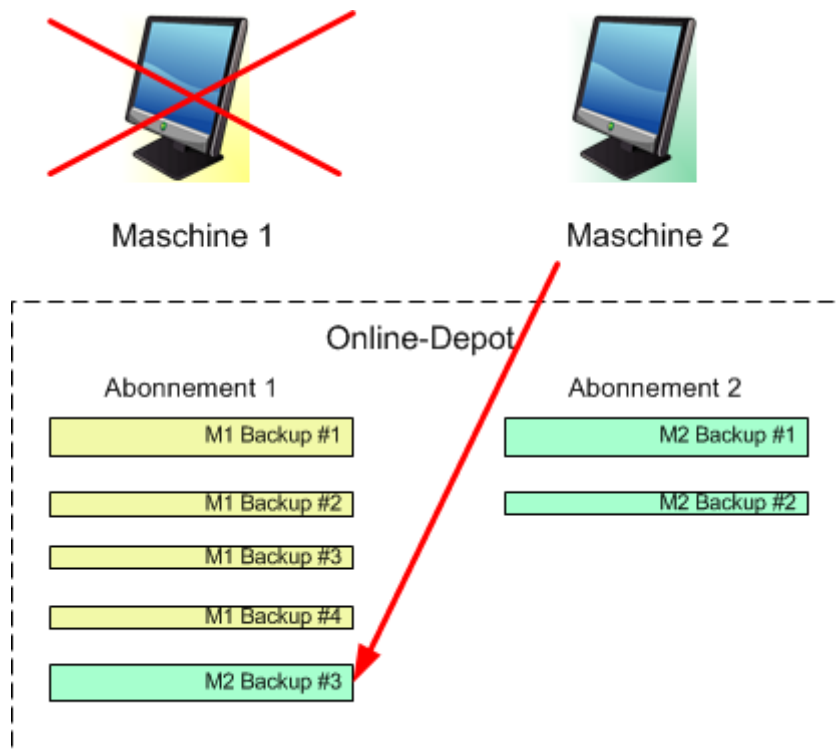 Maschine 1
Maschine 2
Online-Depot
Abonnement 1
Abonnement 2
M1 Backup #1
M2 Backup #1
M1 Backup #2
M2 Backup #2
M1 Backup #3
M1 Backup #4
M2 Backup #3